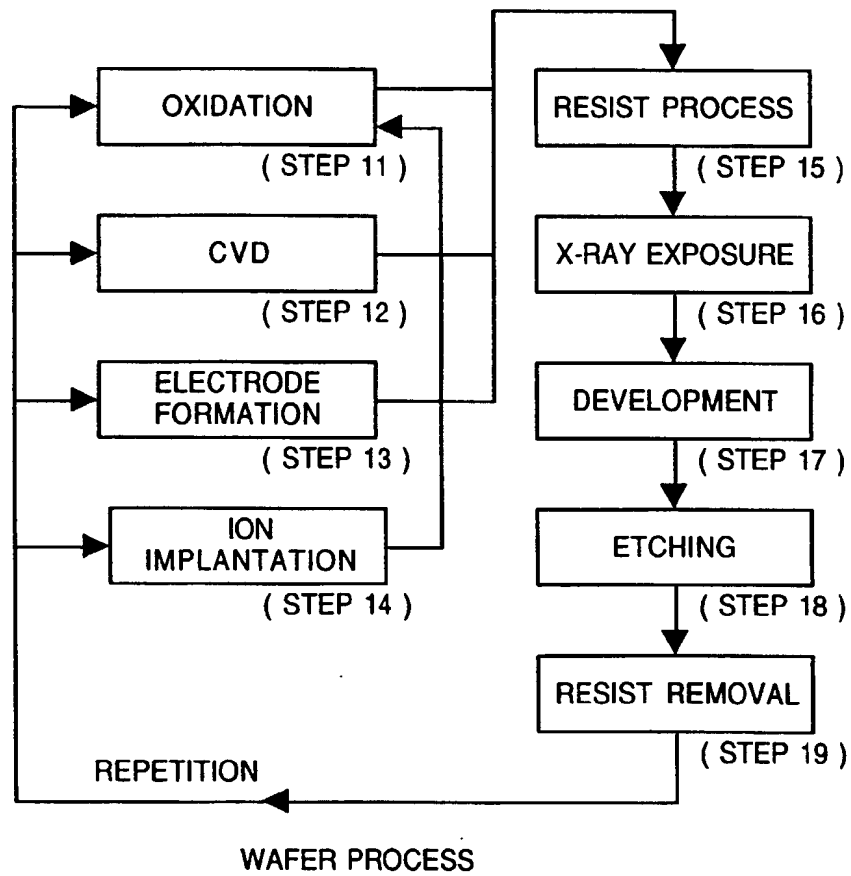 OXIDATION
( STEP 11 )
CVD
( STEP 12 )
ELECTRODE
FORMATION
( STEP 13 )
ION
IMPLANTATION
( STEP 14 )
RESIST PROCESS
( STEP 15 )
X-RAY EXPOSURE
( STEP 16 )
DEVELOPMENT
( STEP 17 )
ETCHING
( STEP 18 )
RESIST REMOVAL
( STEP 19 )
REPETITION
WAFER PROCESS